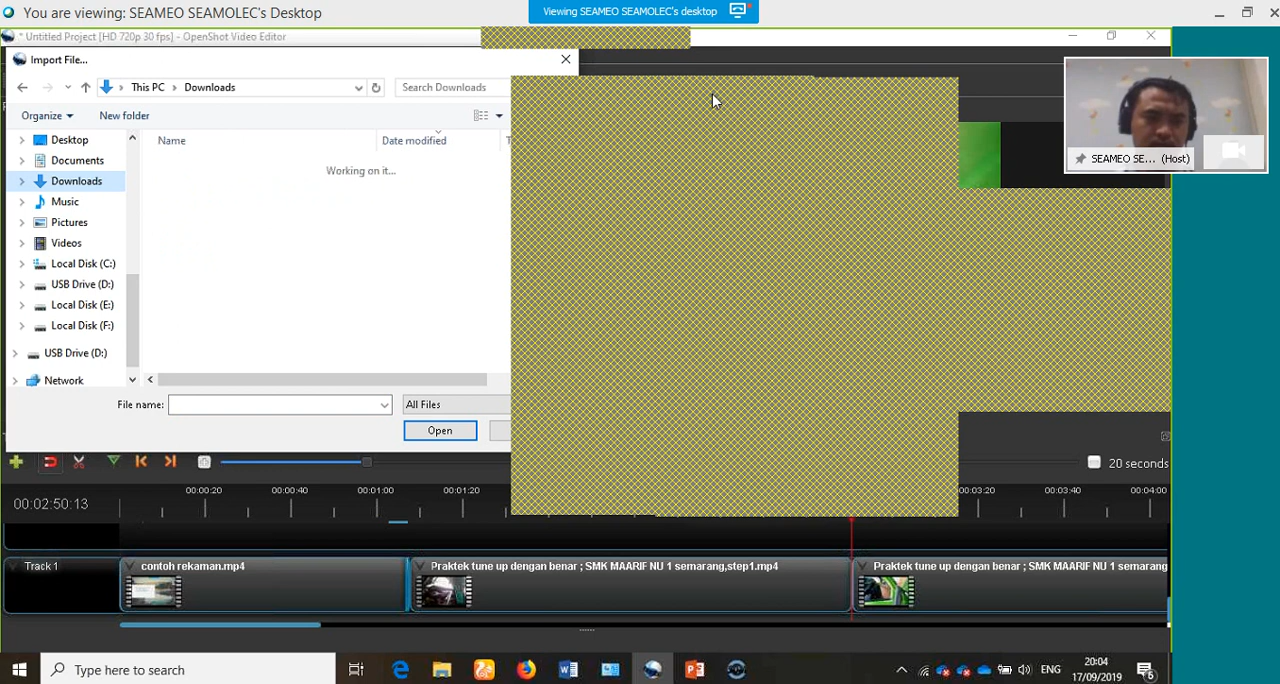 You are viewing: SEAMEO SEAMOLEC's Desktop
Viewing SEAMEO SEAMOLEC's desktop
* Untitled Project [HD 720p 30 fps] - OpenShot Video Editor
Import File...
This PC > Downloads
Search Downloads
Organize
New folder
Name
Date modified
Working on it...
Desktop
Documents
Downloads
Music
Pictures
Videos
Local Disk (C:)
USB Drive (D:)
Local Disk (E:)
Local Disk (F:)
USB Drive (D:)
Network
File name:
All Files
Open
SEAMEO SE... (Host)
20 seconds
00:02:50:13
00:00:20
00:00:40
00:01:00
00:01:20
00:03:20
00:03:40
00:04:00
Track 1
contoh rekaman.mp4
Praktek tune up dengan benar ; SMK MAARIF NU 1 semarang,step1.mp4
Praktek tune up dengan benar ; SMK MAARIF NU 1 semarang
Type here to search
ENG
20:04
17/09/2019
6